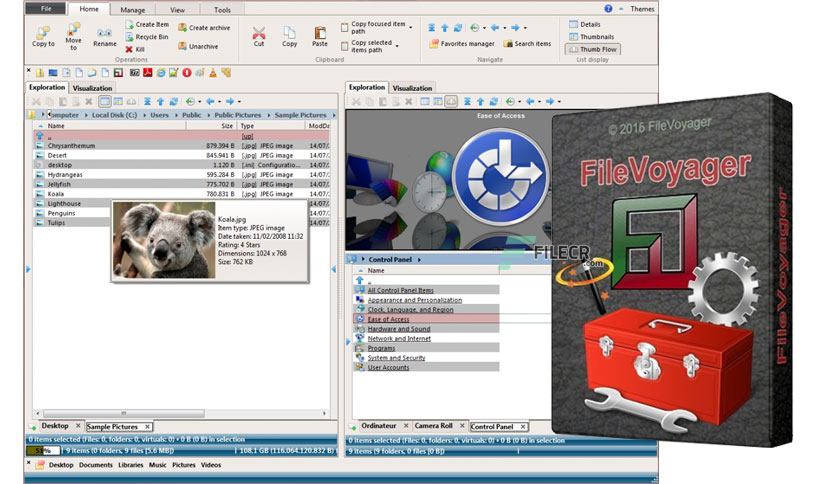 File Home Manage View Tools Themes
Copy to
Move to
Rename
Create Item
Recycle Bin
Kill
Create archive
Unarchive
Operations
Cut
Copy
Paste
Copy focused item path
Copy selected items path
Clipboard
Favorites manager
Search items
Navigate
Details
Thumbnails
Thumb Flow
List display
Exploration Visualization
Computer Local Disk (C:) Users Public Public Pictures Sample Pictures
Name Size Type ModDa
.. [up]
Chrysanthemum 879.394 B [.jpg] JPEG image 14/07/
Desert 845.941 B [.jpg] JPEG image 14/07/
desktop 1.120 B [.ini] Configuratio... 14/07/
Hydrangeas 595.284 B [.jpg] JPEG image 14/07/
Jellyfish 775.702 B [.jpg] JPEG image 14/07/
Koala 780.831 B [.jpg] JPEG image 14/07/
Lighthouse 14/07/
Penguins 14/07/
Tulips 14/07/
Koala.jpg
Item type: JPEG image
Date taken: 11/02/2008 11:32
Rating: 4 Stars
Dimensions: 1024 x 768
Size: 762 KB
Desktop Sample Pictures
0 items selected (Files: 0, folders: 0, virtuals: 0) • 0 B (0 B) in selection
51% 9 items (0 folders, 9 files [5.6 MB]) 108,1 GB (116.064.120.832 B)
Exploration Visualization
Ease of Access
Control Panel
Name
..
All Control Panel Items
Appearance and Personalization
Clock, Language, and Region
Ease of Access
Hardware and Sound
Network and Internet
Programs
System and Security
User Accounts
Ordinateur Camera Roll Control Panel
0 items selected (Files: 0, folders: 0, virtuals: 0) • 0 B (0 B) in selection
9 items (9 folders, 0 files [0 B])
Desktop Documents Libraries Music Pictures Videos
© 2016 FileVoyager
FileVoyager
FileVoyager
FILECR
.com